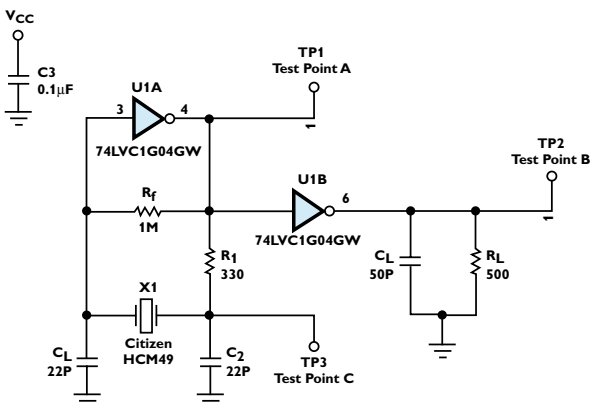 VCC
C3
0.1μF
TP1
Test Point A
U1A
3
4
1
74LVC1G04GW
TP2
Test Point B
U1B
6
1
74LVC1G04GW
Rf
1M
R1
330
CL
50P
RL
500
X1
Citizen
HCM49
CL
22P
C2
22P
TP3
Test Point C